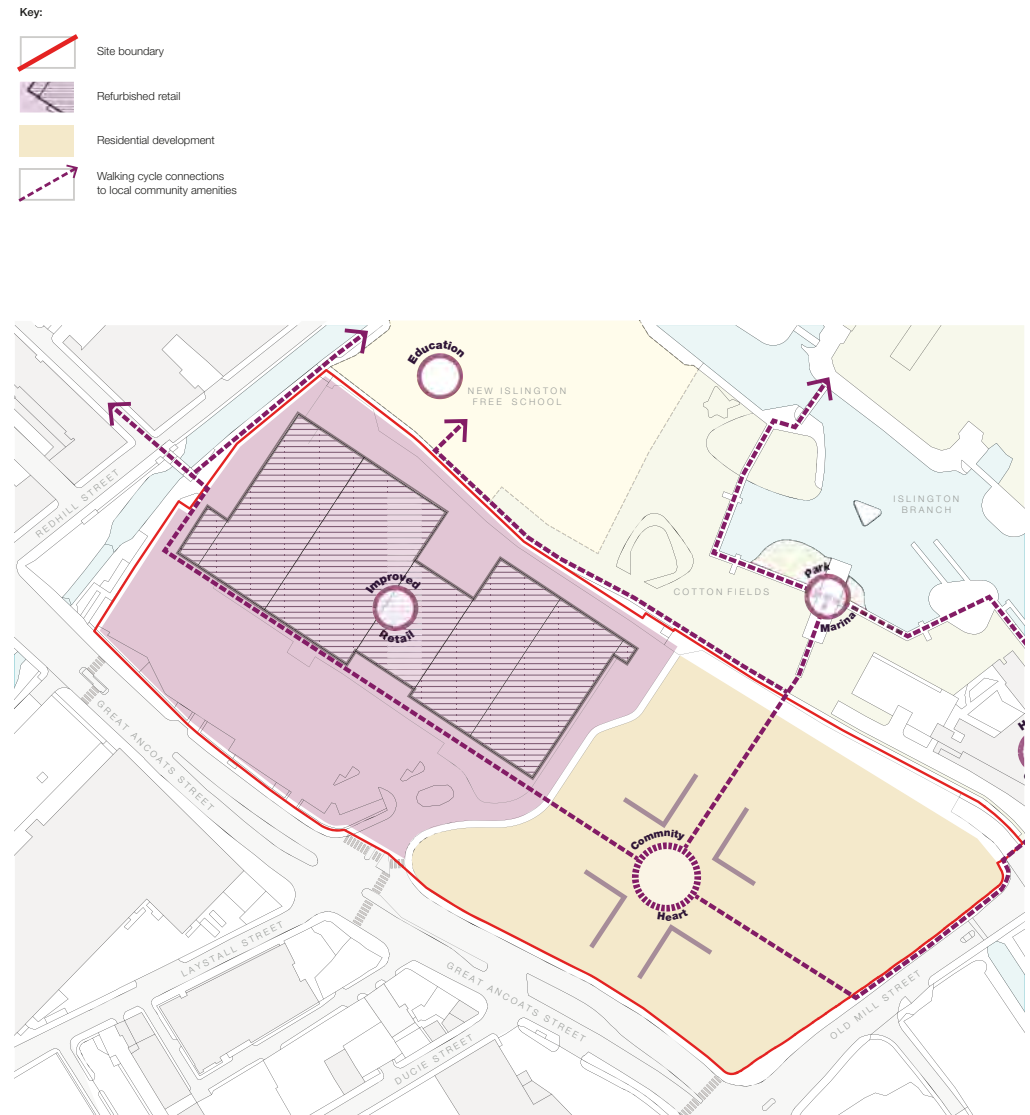 Key:
Site boundary
Refurbished retail
Residential development
Walking cycle connections
to local community amenities
Education
NEW ISLINGTON
FREE SCHOOL
REDHILL STREET
ISLINGTON
BRANCH
Improved
Retail
COTTON FIELDS
Park
Marina
GREAT ANCOATS STREET
Commnity
Heart
LAYSTALL STREET
GREAT ANCOATS STREET
OLD MILL STREET
DUCIE STREET